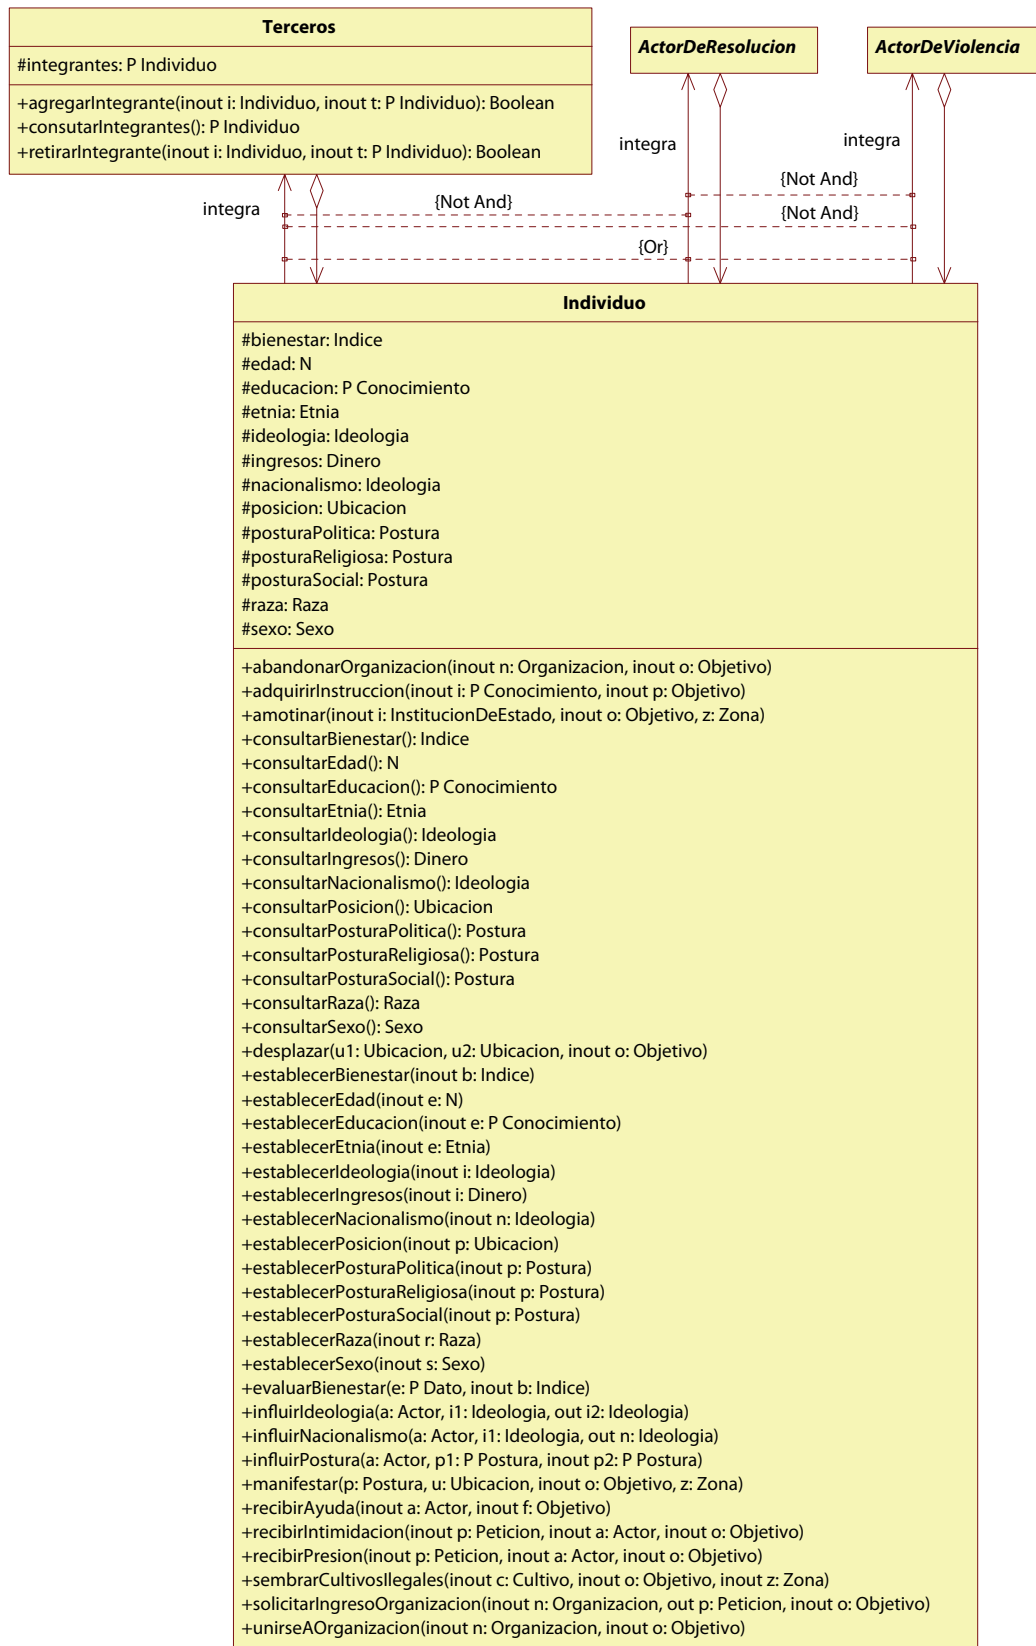 Terceros
#integrantes: P Individuo
+agregarIntegrante(inout i: Individuo, inout t: P Individuo): Boolean
+consutarIntegrantes(): P Individuo
+retirarIntegrante(inout i: Individuo, inout t: P Individuo): Boolean
ActorDeResolucion
ActorDeViolencia
integra
integra
integra
{Not And}
{Not And}
{Not And}
{Or}
Individuo
#bienestar: Indice
#edad: N
#educacion: P Conocimiento
#etnia: Etnia
#ideologia: Ideologia
#ingresos: Dinero
#nacionalismo: Ideologia
#posicion: Ubicacion
#posturaPolitica: Postura
#posturaReligiosa: Postura
#posturaSocial: Postura
#raza: Raza
#sexo: Sexo
+abandonarOrganizacion(inout n: Organizacion, inout o: Objetivo)
+adquirirInstruccion(inout i: P Conocimiento, inout p: Objetivo)
+amotinar(inout i: InstitucionDeEstado, inout o: Objetivo, z: Zona)
+consultarBienestar(): Indice
+consultarEdad(): N
+consultarEducacion(): P Conocimiento
+consultarEtnia(): Etnia
+consultarIdeologia(): Ideologia
+consultarIngresos(): Dinero
+consultarNacionalismo(): Ideologia
+consultarPosicion(): Ubicacion
+consultarPosturaPolitica(): Postura
+consultarPosturaReligiosa(): Postura
+consultarPosturaSocial(): Postura
+consultarRaza(): Raza
+consultarSexo(): Sexo
+desplazar(u1: Ubicacion, u2: Ubicacion, inout o: Objetivo)
+establecerBienestar(inout b: Indice)
+establecerEdad(inout e: N)
+establecerEducacion(inout e: P Conocimiento)
+establecerEtnia(inout e: Etnia)
+establecerIdeologia(inout i: Ideologia)
+establecerIngresos(inout i: Dinero)
+establecerNacionalismo(inout n: Ideologia)
+establecerPosicion(inout p: Ubicacion)
+establecerPosturaPolitica(inout p: Postura)
+establecerPosturaReligiosa(inout p: Postura)
+establecerPosturaSocial(inout p: Postura)
+establecerRaza(inout r: Raza)
+establecerSexo(inout s: Sexo)
+evaluarBienestar(e: P Dato, inout b: Indice)
+influirIdeologia(a: Actor, i1: Ideologia, out i2: Ideologia)
+influirNacionalismo(a: Actor, i1: Ideologia, out n: Ideologia)
+influirPostura(a: Actor, p1: P Postura, inout p2: P Postura)
+manifestar(p: Postura, u: Ubicacion, inout o: Objetivo, z: Zona)
+recibirAyuda(inout a: Actor, inout f: Objetivo)
+recibirIntimidacion(inout p: Peticion, inout a: Actor, inout o: Objetivo)
+recibirPresion(inout p: Peticion, inout a: Actor, inout o: Objetivo)
+sembrarCultivosIlegales(inout c: Cultivo, inout o: Objetivo, inout z: Zona)
+solicitarIngresoOrganizacion(inout n: Organizacion, out p: Peticion, inout o: Objetivo)
+unirseAOrganizacion(inout n: Organizacion, inout o: Objetivo)